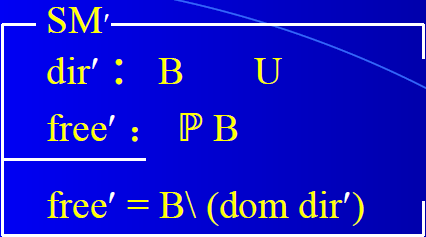 SM′
dir′： B U
free′： ℙ B
free′ = B\ (dom dir′)